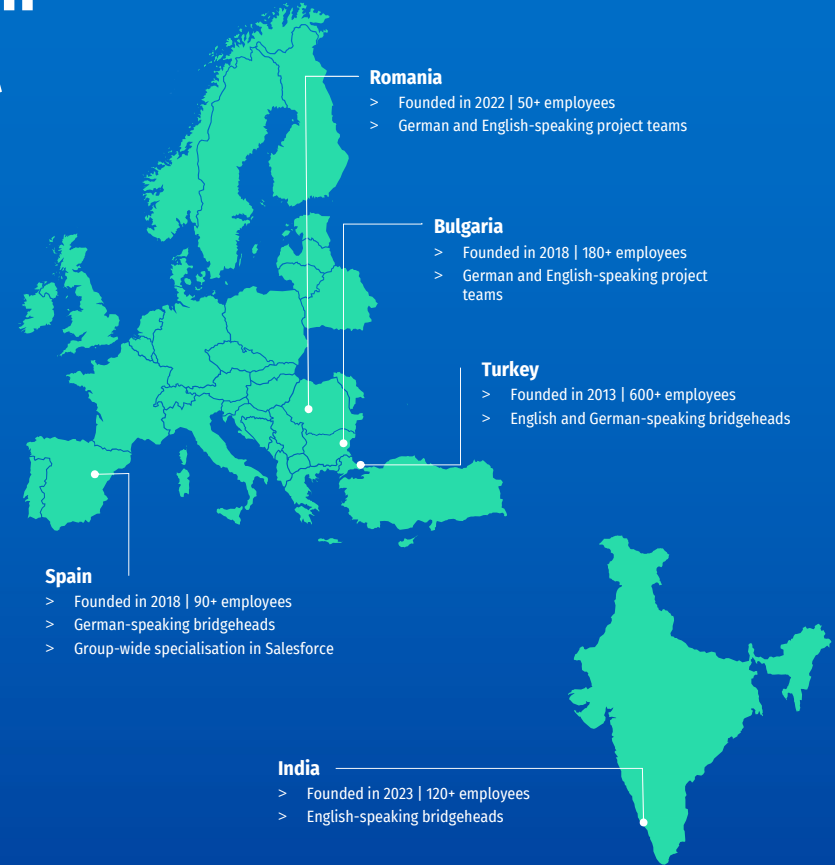 Romania
> Founded in 2022 | 50+ employees
> German and English-speaking project teams
Bulgaria
> Founded in 2018 | 180+ employees
> German and English-speaking project
teams
Turkey
> Founded in 2013 | 600+ employees
> English and German-speaking bridgeheads
Spain
> Founded in 2018 | 90+ employees
> German-speaking bridgeheads
> Group-wide specialisation in Salesforce
India
> Founded in 2023 | 120+ employees
> English-speaking bridgeheads